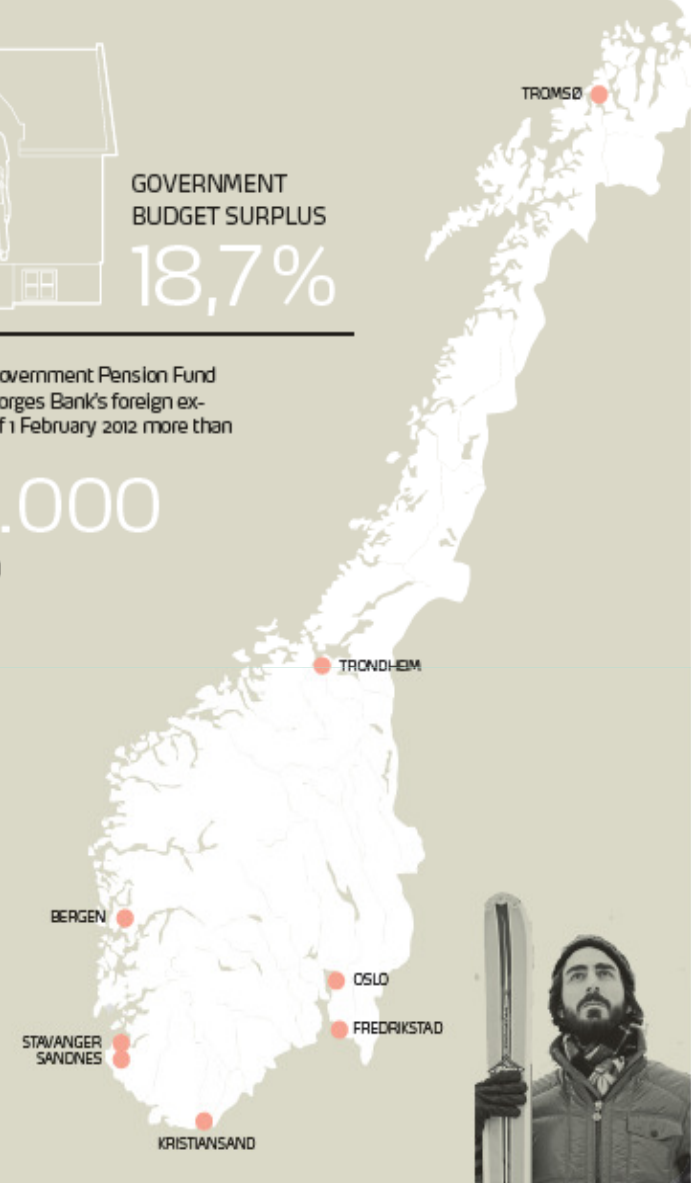 TROMSØ
GOVERNMENT
BUDGET SURPLUS
18,7%
overnment Pension Fund
orges Bank's foreign ex-
f 1 February 2012 more than
.000
TRONDHEIM
BERGEN
OSLO
FREDRIKSTAD
STAVANGER
SANDNES
KRISTIANSAND